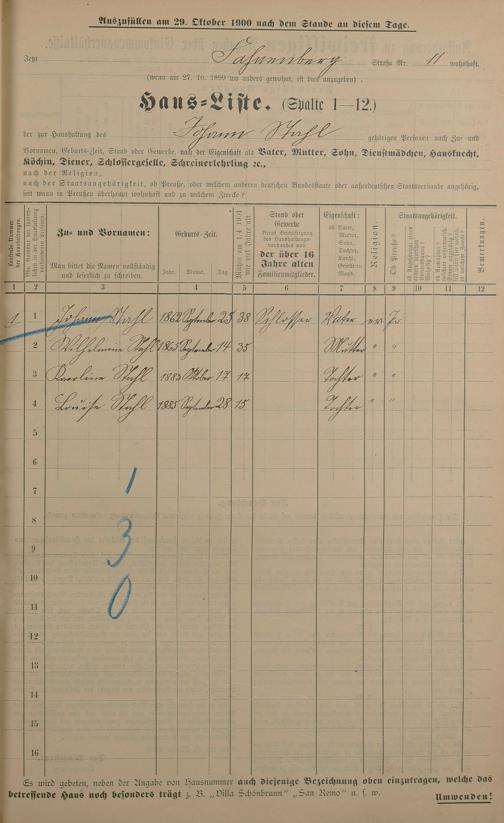 Auszufüllen am 29. Oktober 1900 nach dem Stande an diesem Tage.
Jetzt Fahnenberg Straße Nr. 11 wohnhaft.
(wenn am 27. 10. 1899 wo anders gewohnt, ist dies anzugeben)
Haus-Liste. (Spalte 1—12.)
der zur Haushaltung des Johann Stahl gehörigen Personen nach Zu- und
Vornamen, Geburts-Zeit, Stand oder Gewerbe, nach der Eigenschaft als Vater, Mutter, Sohn, Dienstmädchen, Hausknecht,
Köchin, Diener, Schlossergeselle, Schreinerlehrling ꝛc.,
nach der Religion,
nach der Staatsangehörigkeit, ob Preuße, oder welchem anderen deutschen Bundesstaate oder außerdeutschen Staatsverbande angehörig,
seit wann in Preußen überhaupt wohnhaft und zu welchem Zwecke?
Zu- und Vornamen:
Man bittet die Namen vollständig und leserlich zu schreiben.
Geburts-Zeit.
Jahr. Monat. Tag
Stand oder Gewerbe
der über 16 Jahre alten
Familienmitglieder.
Eigenschaft:
ob Vater, Mutter, Sohn, Tochter, Knecht,
Magd.
Religion.
Staatsangehörigkeit.
Ob Preuße?
Bemerkungen.
1 2 3 4 5 6 7 8 9 10 11 12
1 1 Johann Stahl 1862 September 25 38 Schlosser Vater ev Pr
2 Wilhelmine Stahl 1865 September 14 35 Mutter " "
3 Karoline Stahl 1883 Oktober 17 17 Tochter " "
4 Louise Stahl 1885 September 28 15 Tochter " "
5
6
7
8
9
10
11
12
13
14
15
16
1
3
0
Es wird gebeten, neben der Angabe von Hausnummer auch diejenige Bezeichnung oben einzutragen, welche das
betreffende Haus noch besonders trägt z. B. „Villa Schönbrunn" „San Remo" u. s. w.
Umwenden!